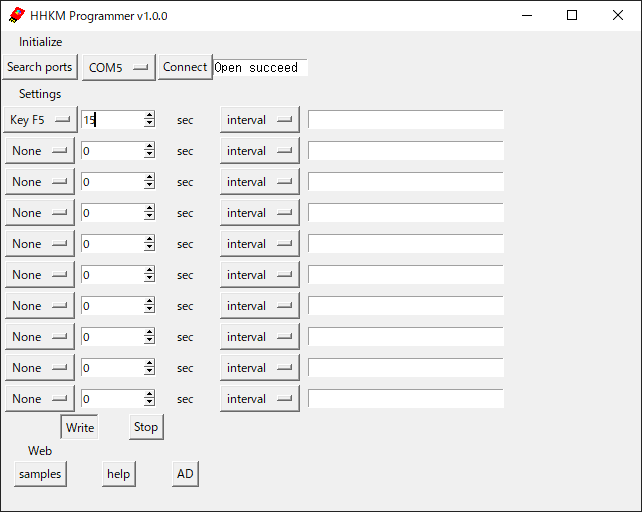 HHKM Programmer v1.0.0
Initialize
Search ports COM5 Connect Open succeed
Settings
Key F5 15 sec interval
None 0 sec interval
None 0 sec interval
None 0 sec interval
None 0 sec interval
None 0 sec interval
None 0 sec interval
None 0 sec interval
None 0 sec interval
None 0 sec interval
Write Stop
Web
samples help AD